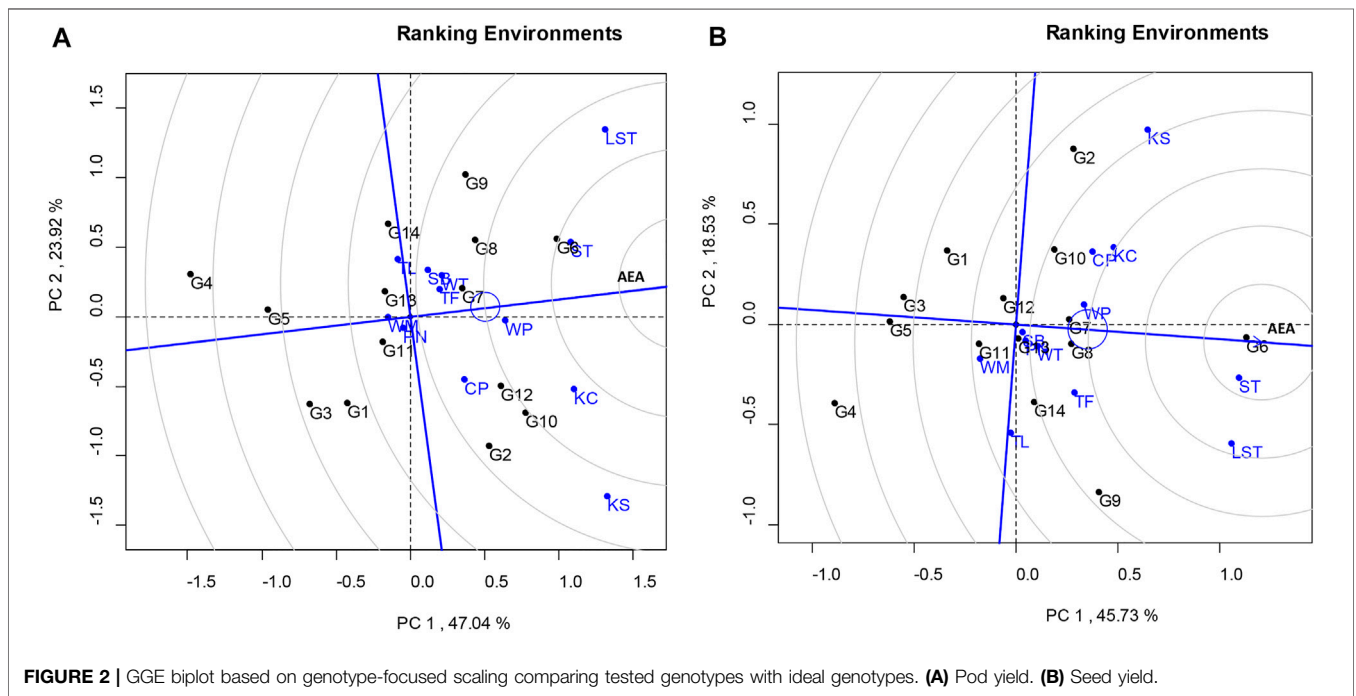 A
Ranking Environments
PC 2 , 23.92 %
1.5
1.0
0.5
0.0
-0.5
-1.0
-1.5
LST
G9
G14
G8
G6
ST
TL
SB
WT
TF
G7
AEA
G4
G13
G5
WM
PN
WP
G11
CP
G12
KC
G3
G1
G10
G2
KS
-1.5
-1.0
-0.5
0.0
0.5
1.0
1.5
PC 1 , 47.04 %
B
Ranking Environments
PC 2 , 18.53 %
1.0
0.5
0.0
-0.5
-1.0
KS
G2
G1
G10
CP
KC
G3
G12
WP
G5
G7
AEA
G11
SB
G13
WT
G8
G6
WM
ST
TF
G4
G14
TL
LST
G9
-1.0
-0.5
0.0
0.5
1.0
PC 1 , 45.73 %
FIGURE 2 | GGE biplot based on genotype-focused scaling comparing tested genotypes with ideal genotypes. (A) Pod yield. (B) Seed yield.